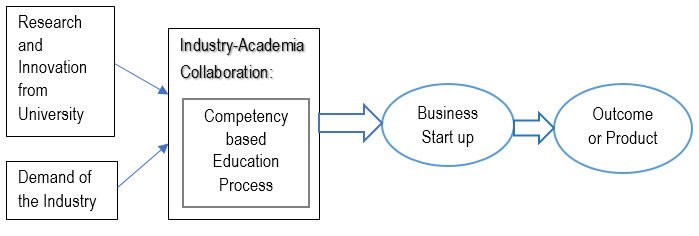 Research
and
Innovation
from
University
Demand of
the Industry
Industry-Academia
Collaboration:
Competency
based
Education
Process
Business
Start up
Outcome
or Product